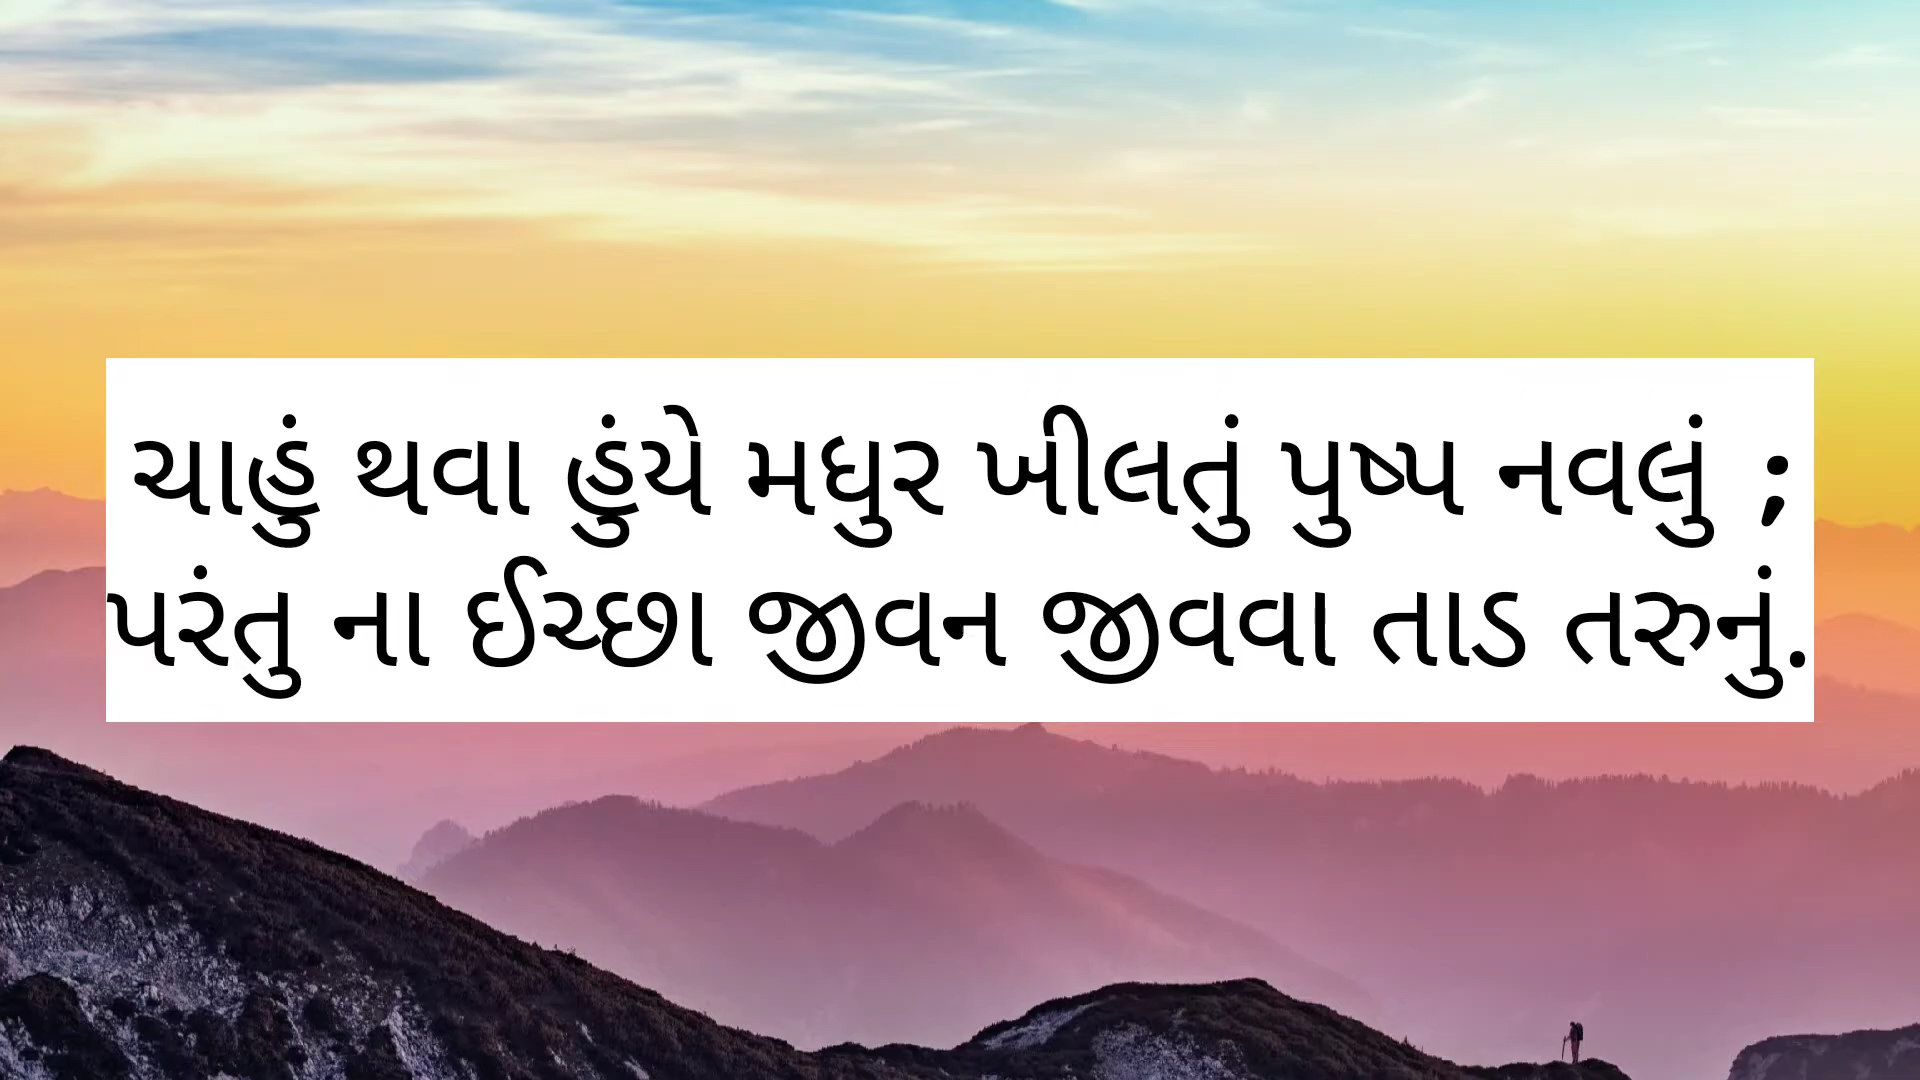 ચાહું થવા હુંયે મધુર ખીલતું પુષ્પ નવલું ;
પરંતુ ના ઈચ્છા જીવન જીવવા તાડ તરુનું.